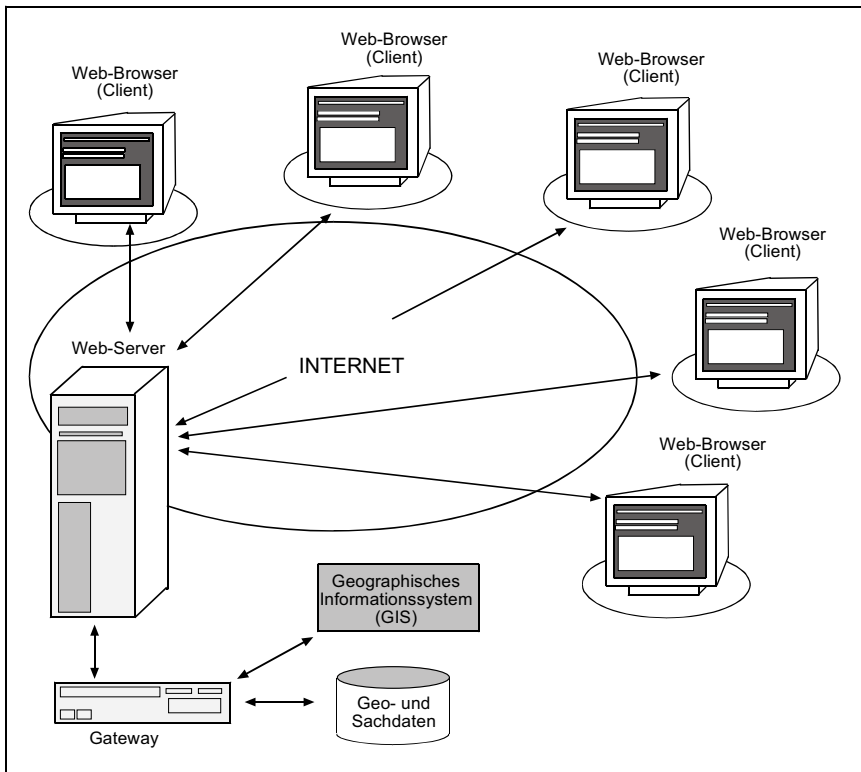 Web-Browser
(Client)
Web-Browser
(Client)
Web-Browser
(Client)
Web-Browser
(Client)
Web-Server
INTERNET
Web-Browser
(Client)
Geographisches
Informationssystem
(GIS)
Geo- und
Sachdaten
Gateway